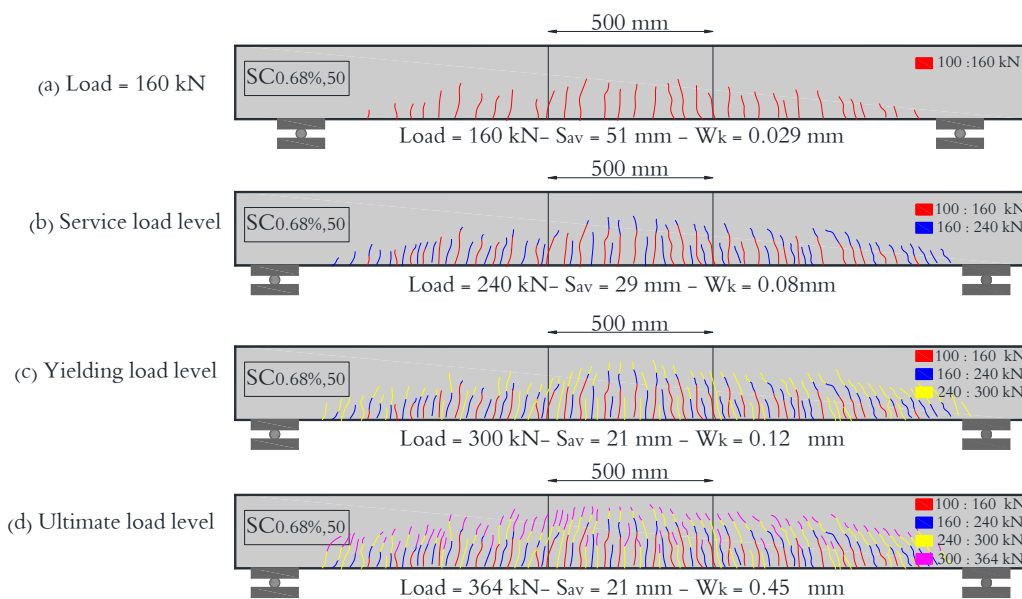 500 mm
(a) Load = 160 kN
SC0.68%,50
100 :160 kN
Load = 160 kN- Sav = 51 mm - Wk = 0.029 mm
500 mm
(b) Service load level
SC0.68%,50
100 : 160 kN
160 : 240 kN
Load = 240 kN- Sav = 29 mm - Wk = 0.08mm
500 mm
(c) Yielding load level
SC0.68%,50
100 : 160 kN
160 : 240 kN
240 : 300 kN
Load = 300 kN- Sav = 21 mm - Wk = 0.12 mm
500 mm
(d) Ultimate load level
SC0.68%,50
100 : 160 kN
160 : 240 kN
240 : 300 kN
300 : 364 kN
Load = 364 kN- Sav = 21 mm - Wk = 0.45 mm